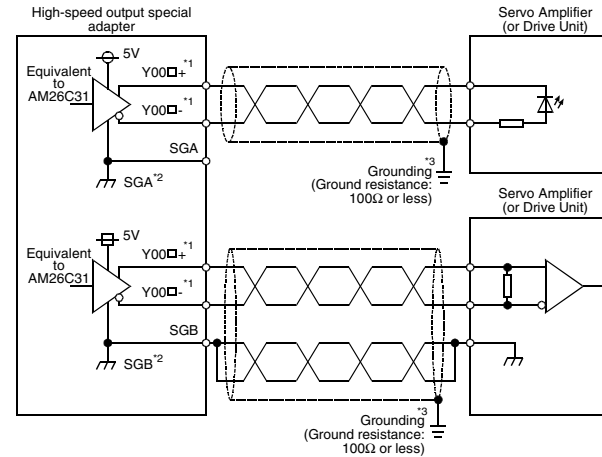 High-speed output special
adapter
Servo Amplifier
(or Drive Unit)
5V
Equivalent
to
AM26C31
Y00□+*1
Y00□-*1
SGA
SGA*2
*3
Grounding
(Ground resistance:
100Ω or less)
Servo Amplifier
(or Drive Unit)
5V
Equivalent
to
AM26C31
Y00□+*1
Y00□-*1
SGB
SGB*2
*3
Grounding
(Ground resistance:
100Ω or less)